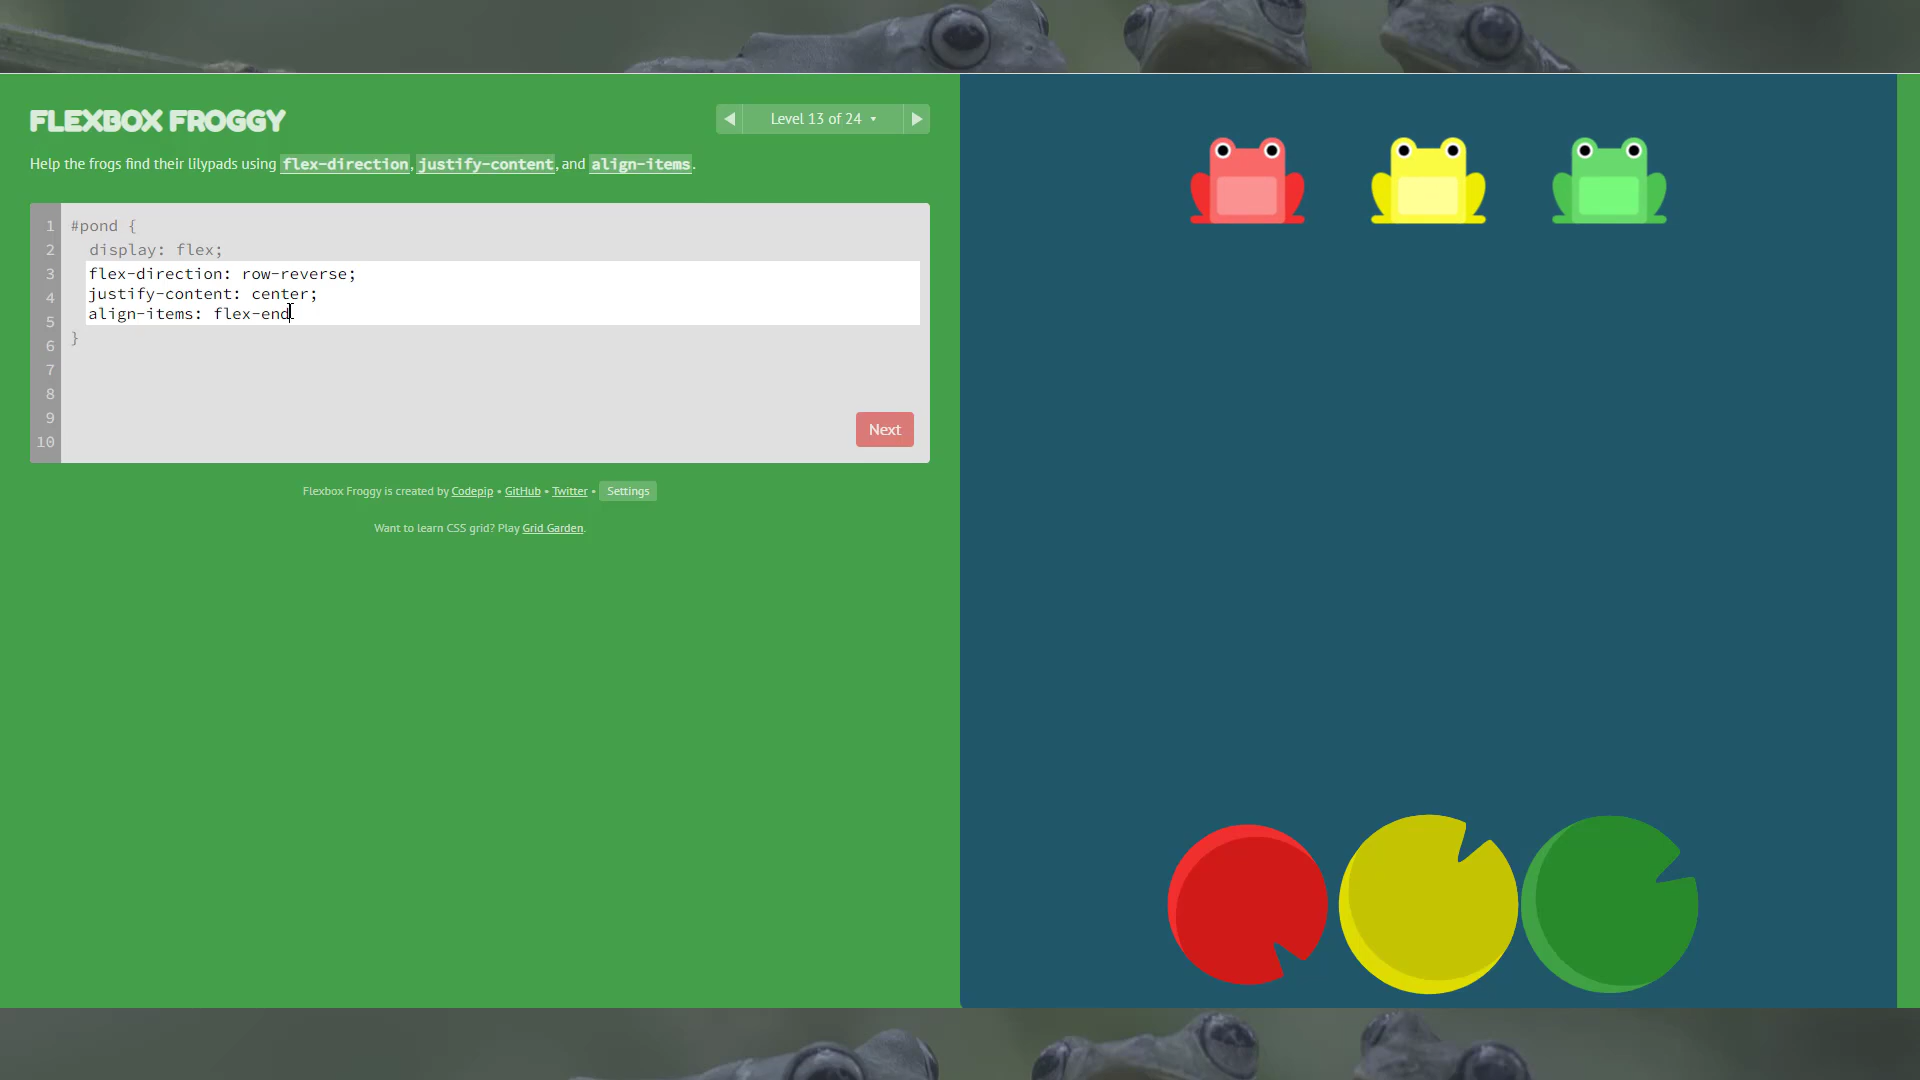 FLEXBOX FROGGY
◀ Level 13 of 24 ▾ ▶
Help the frogs find their lilypads using flex-direction, justify-content, and align-items.
1 #pond {
2 display: flex;
3 flex-direction: row-reverse;
4 justify-content: center;
5 align-items: flex-end
6 }
7
8
9
10
Next
Flexbox Froggy is created by Codepip • GitHub • Twitter • Settings
Want to learn CSS grid? Play Grid Garden.